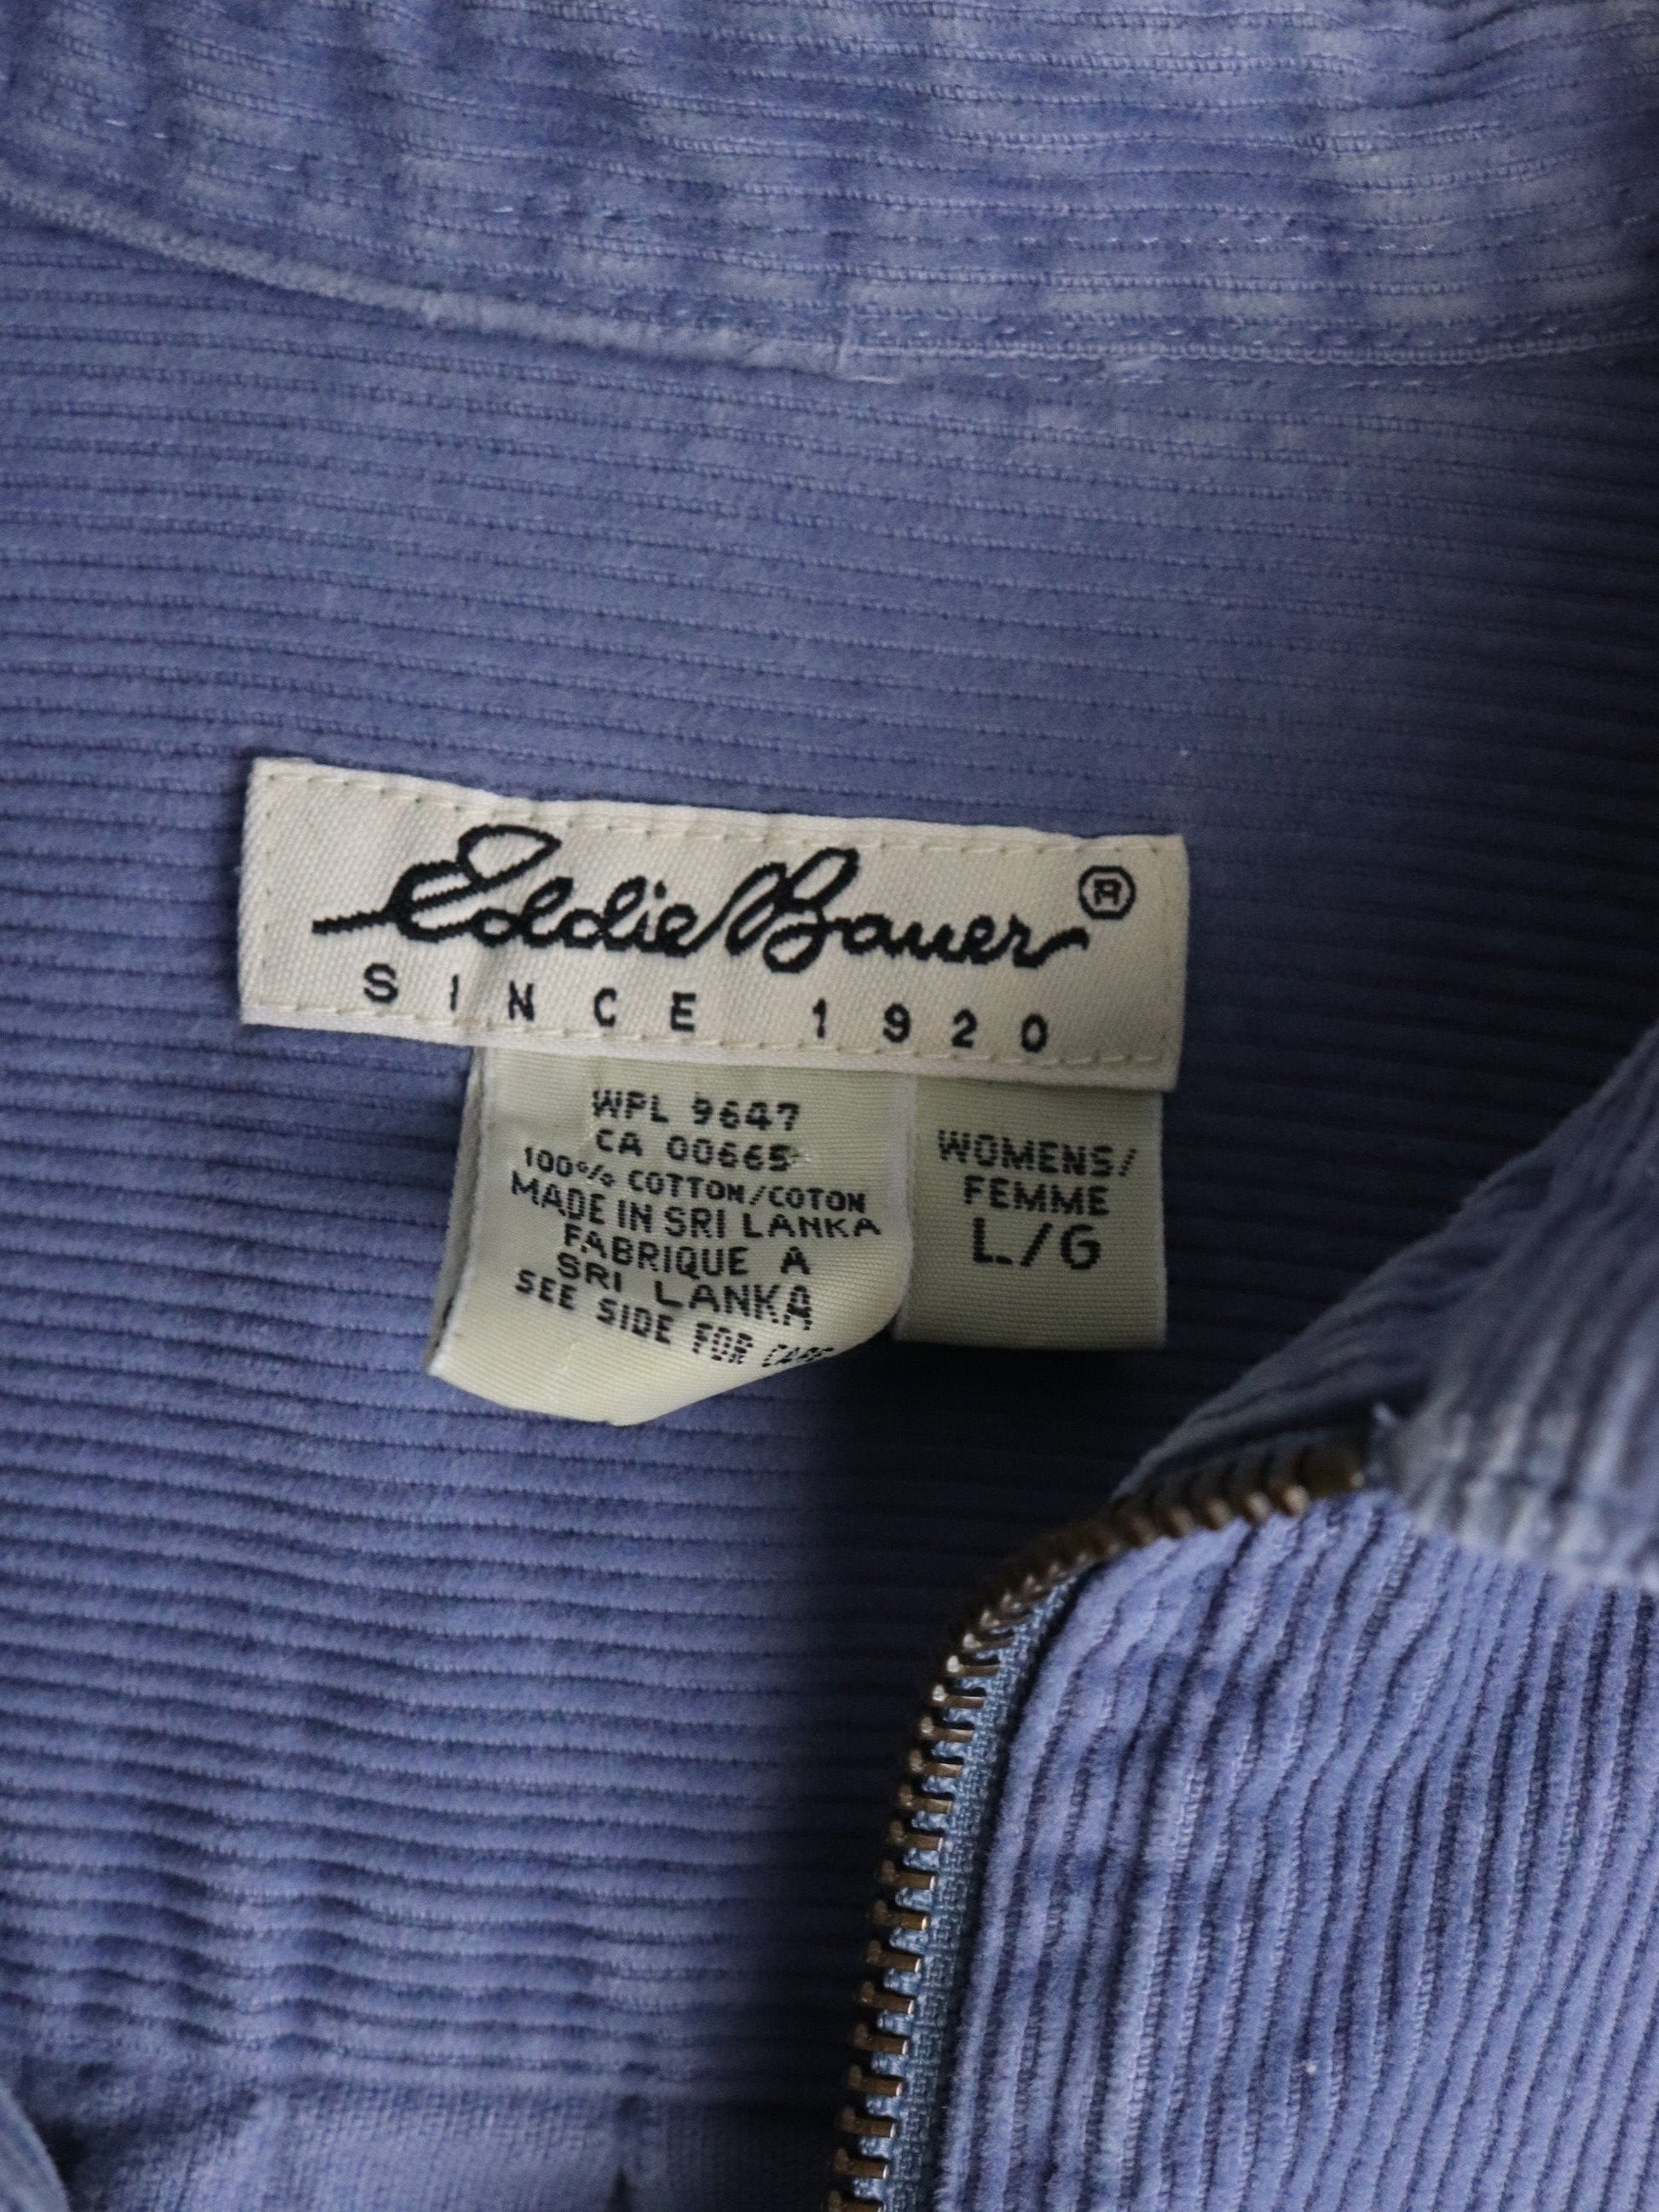 Eddie Bauer®
SINCE 1920
WPL 9647
CA 00665
100% COTTON/COTON
MADE IN SRI LANKA
FABRIQUE A
SRI LANKA
SEE SIDE FOR CARE
WOMENS/
FEMME
L/G